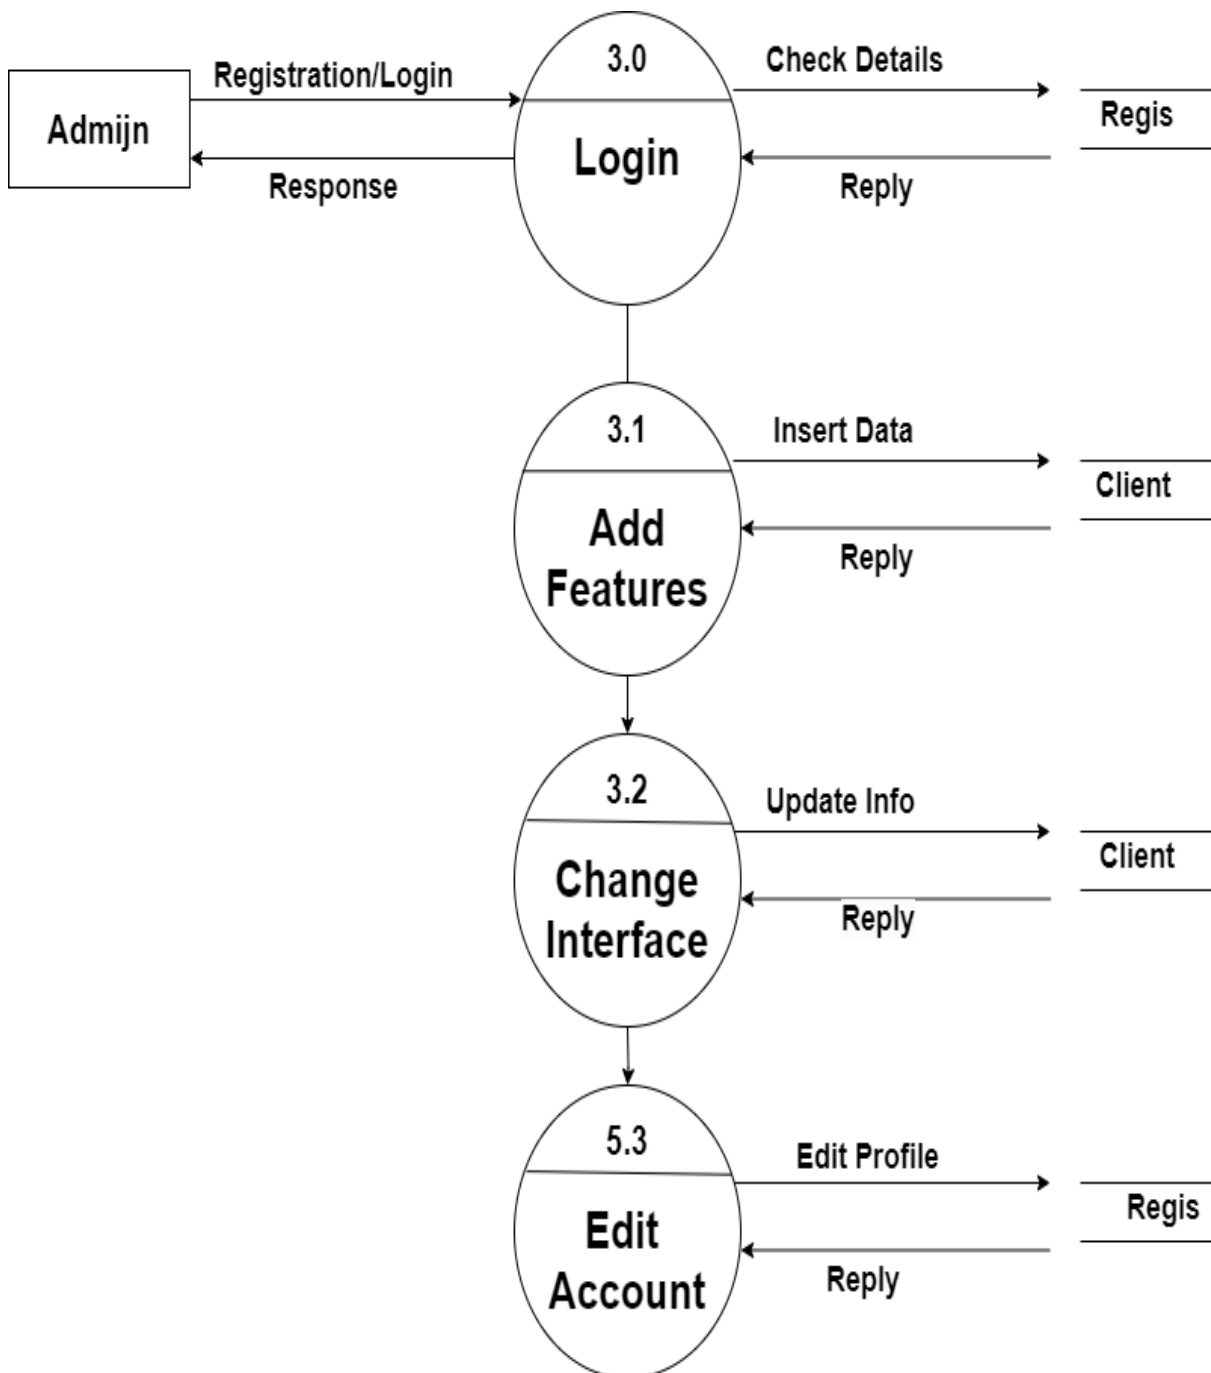 3.0
Check Details
Registration/Login
Regis
Admijn
Login
Response
Reply
3.1
Insert Data
Client
Add
Features
Reply
3.2
Update Info
Client
Change
Interface
Reply
5.3
Edit Profile
Regis
Edit
Account
Reply